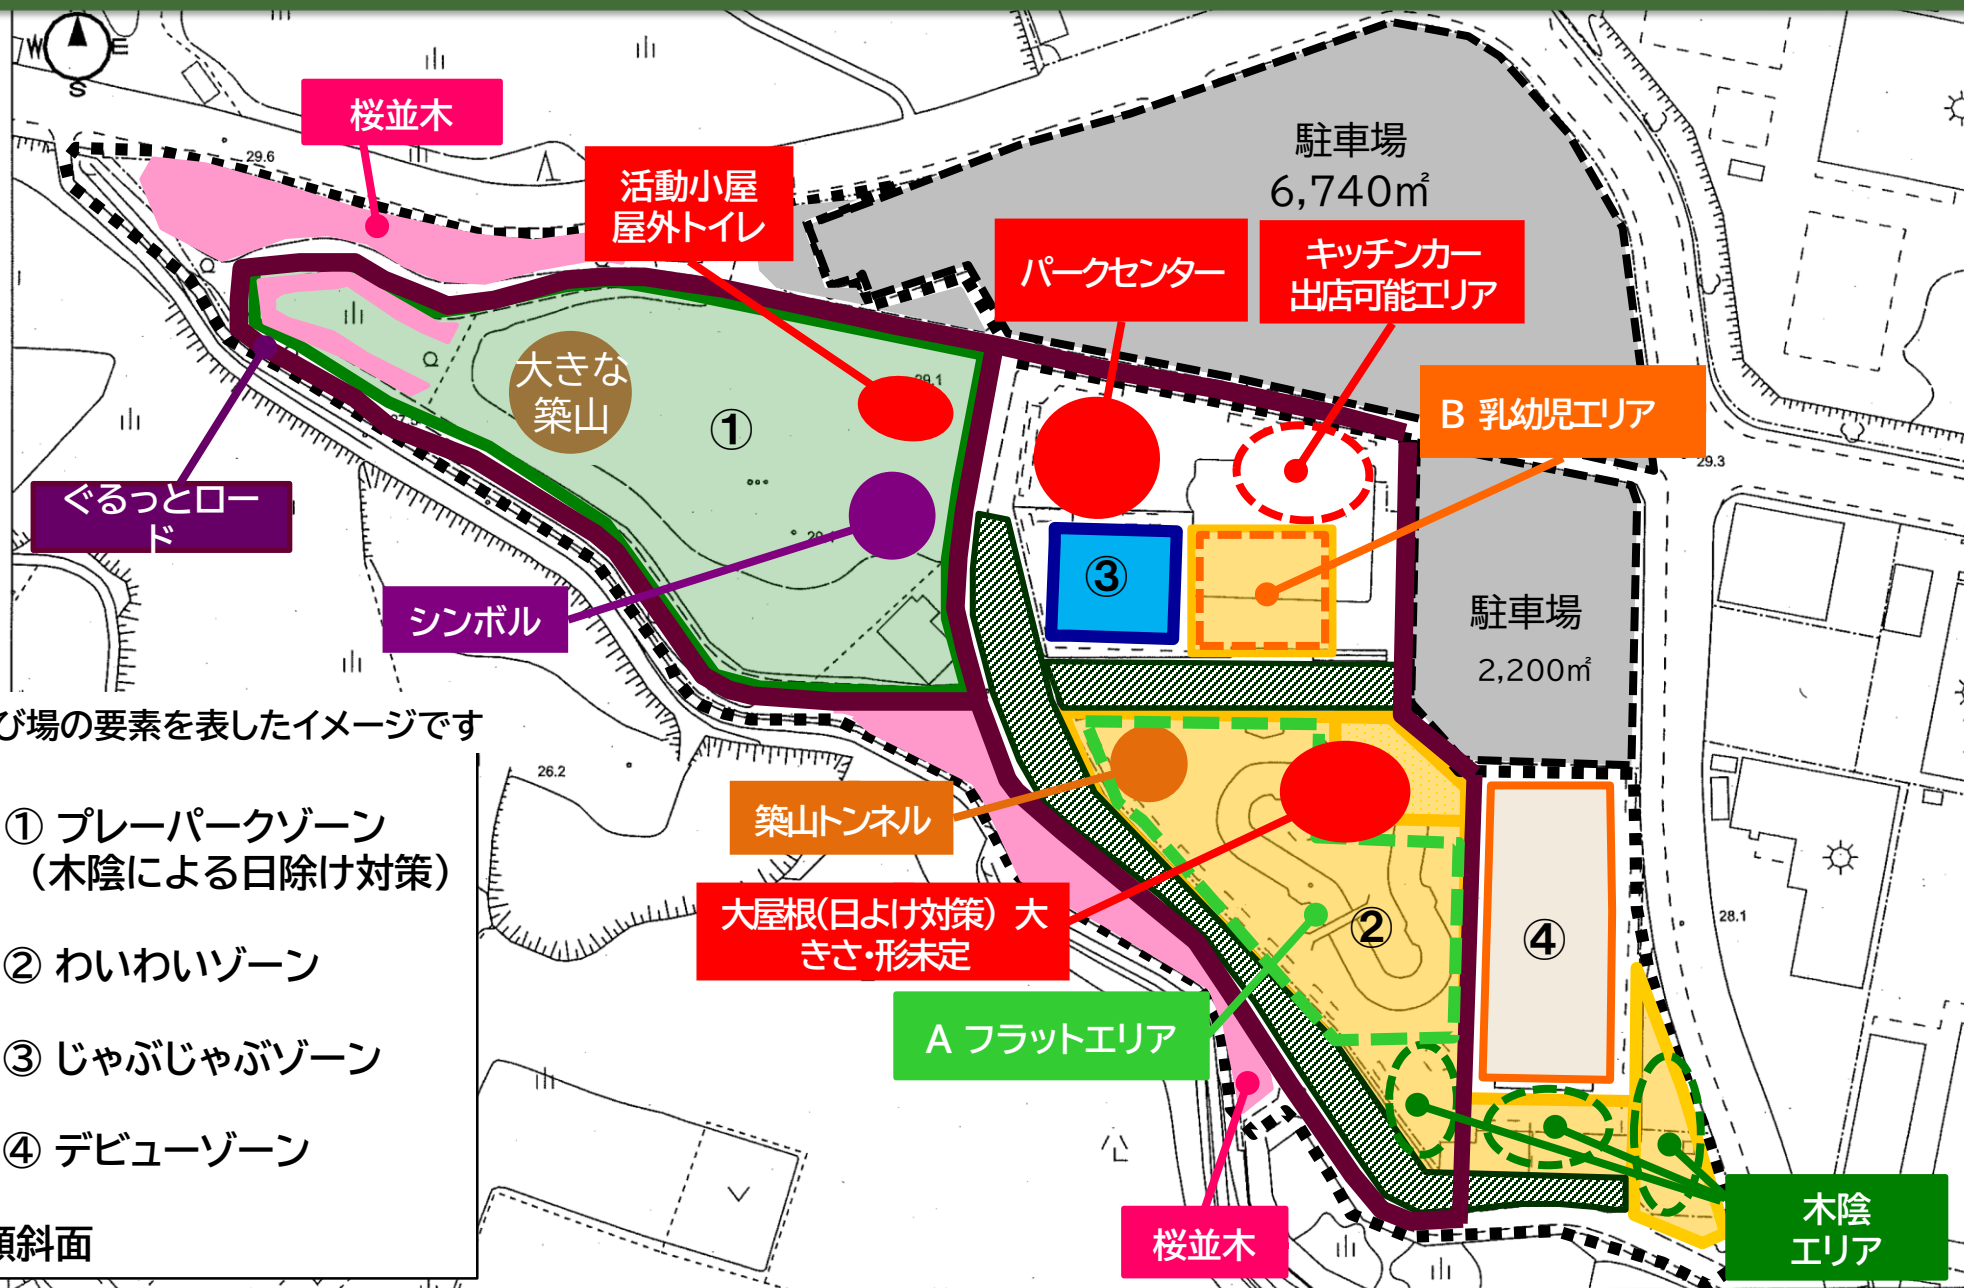 W
E
S
桜並木
29.6
活動小屋
屋外トイレ
駐車場
6,740㎡
パークセンター
キッチンカー
出店可能エリア
大きな
築山
①
29.1
B 乳幼児エリア
29.3
ぐるっとロー
ド
シンボル
③
駐車場
2,200㎡
び場の要素を表したイメージです
26.2
① プレーパークゾーン
（木陰による日除け対策）
② わいわいゾーン
③ じゃぶじゃぶゾーン
④ デビューゾーン
傾斜面
築山トンネル
大屋根(日よけ対策) 大
きさ・形未定
②
④
28.1
A フラットエリア
桜並木
木陰
エリア